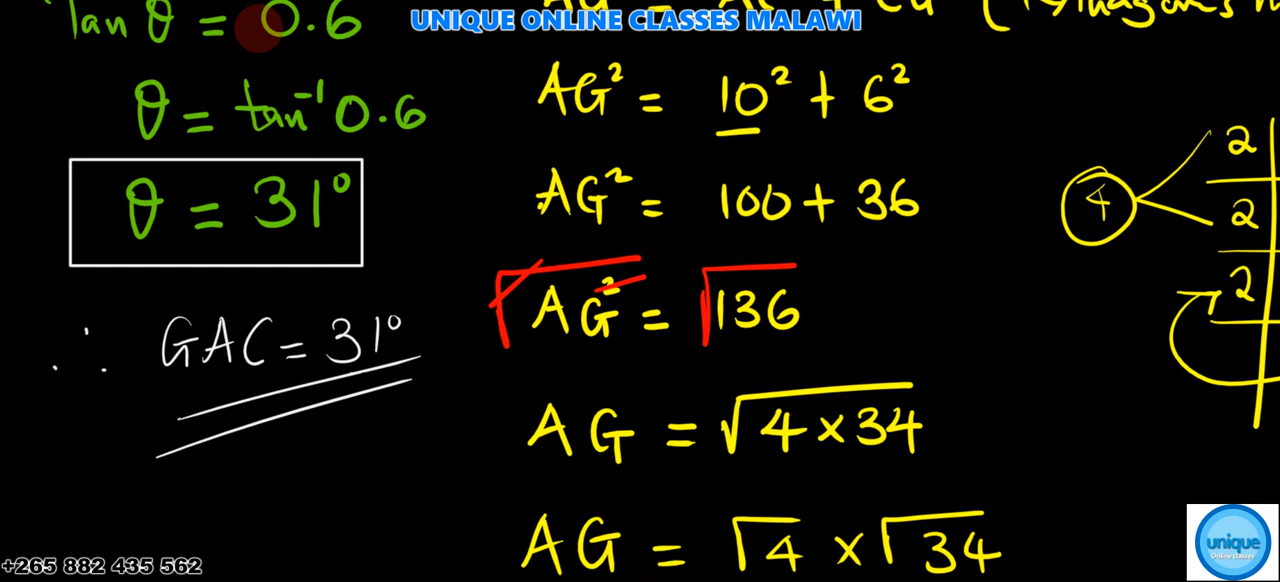 UNIQUE ONLINE CLASSES MALAWI
Tan θ = 0.6
θ = tan⁻¹ 0.6
θ = 31°
∴ GAC = 31°
AG² = 10² + 6²
AG² = 100 + 36
√AG² = √136
AG = √4 × 34
AG = √4 × √34
4
2
2
2
+265 882 435 562
unique
Online classes